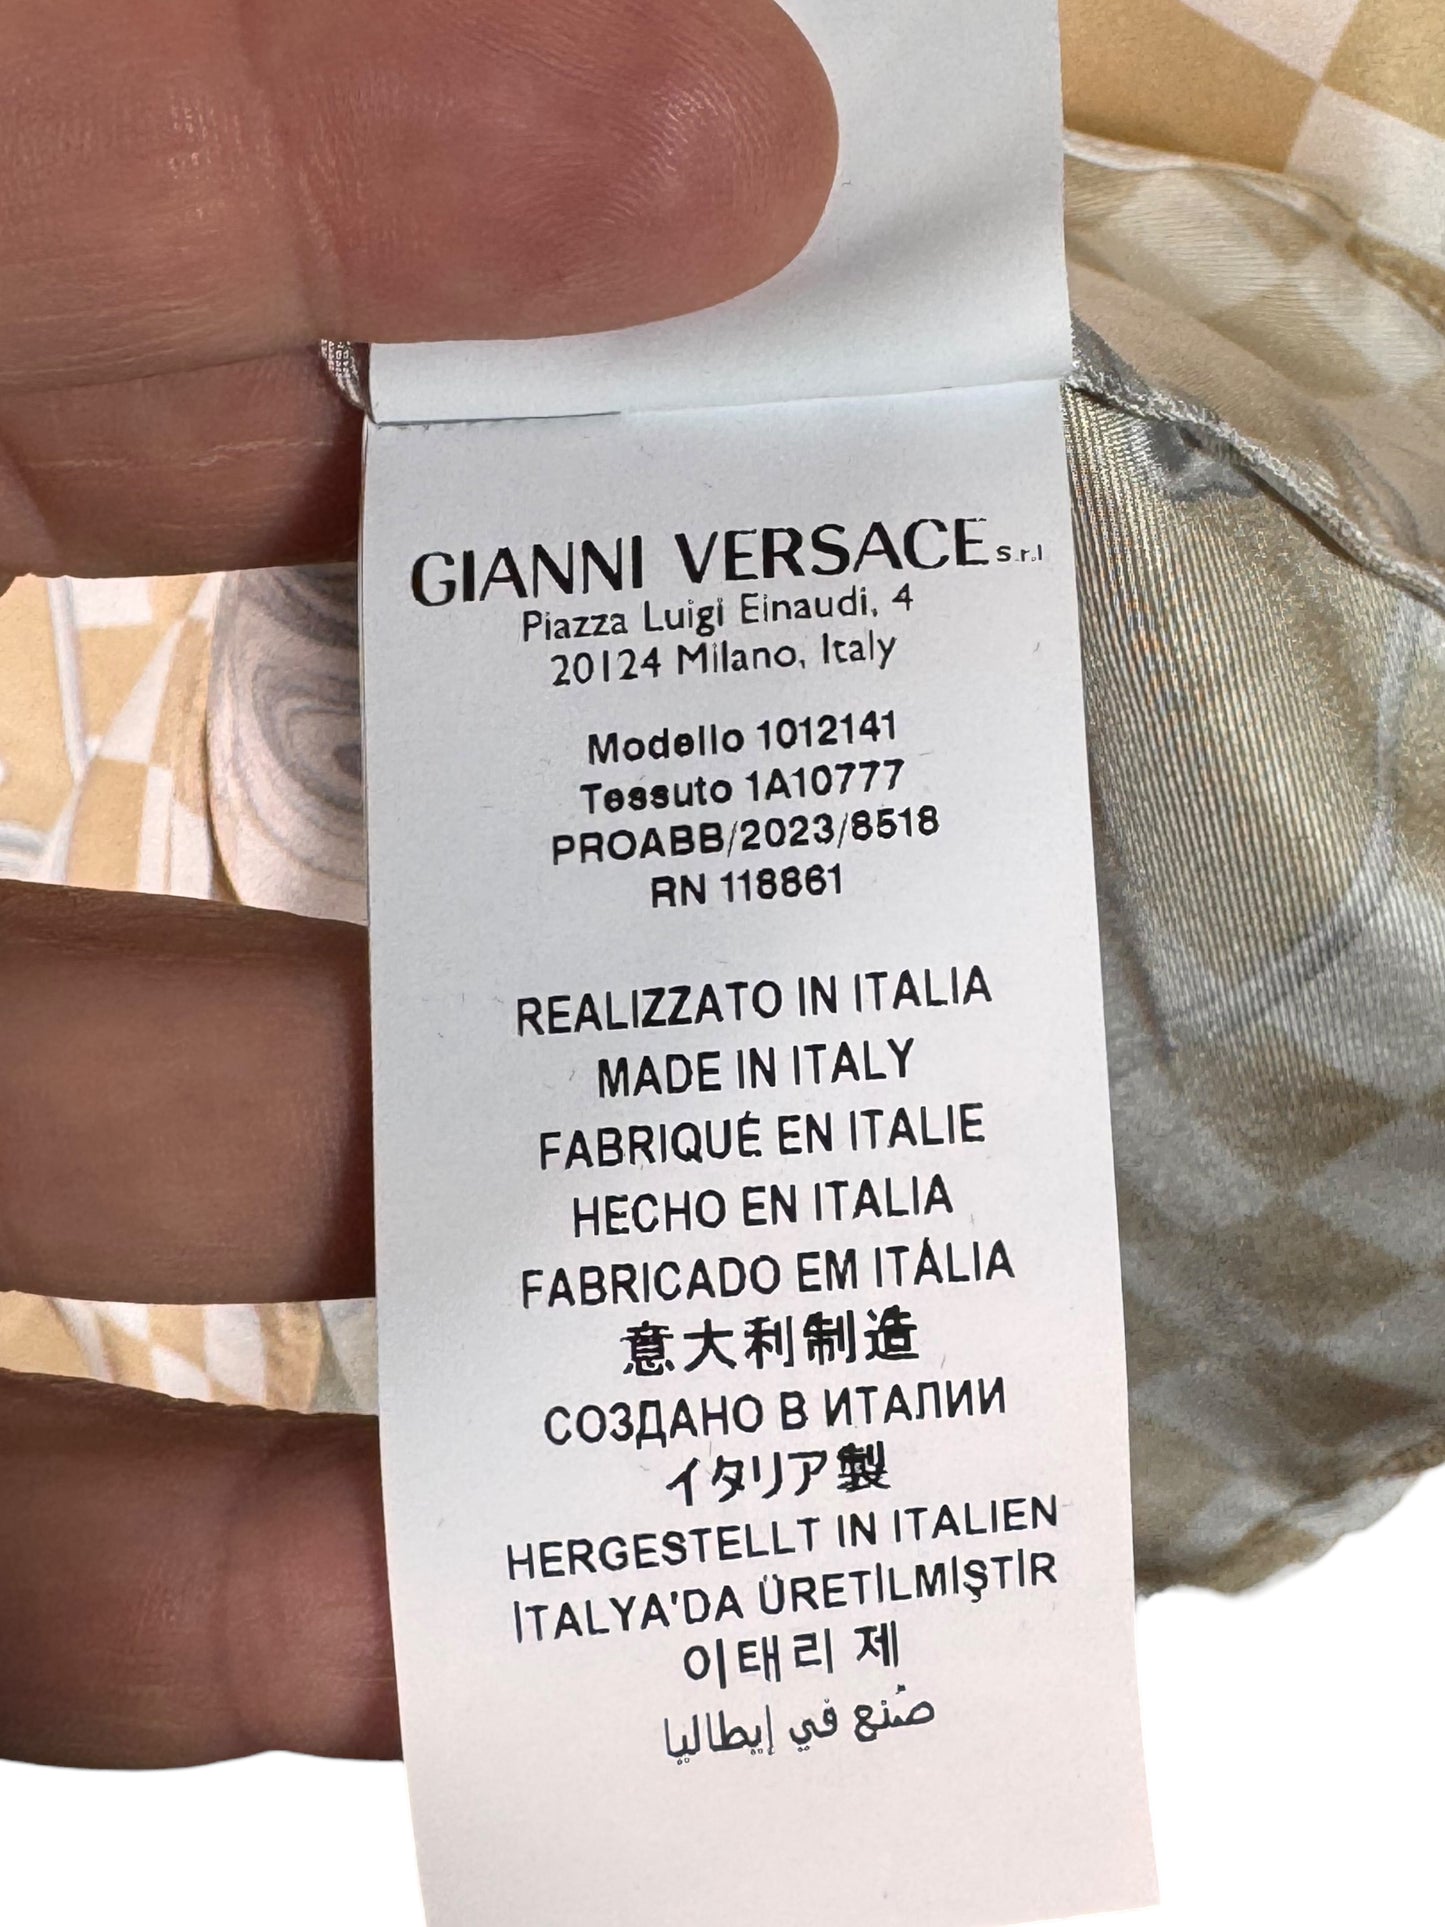 GIANNI VERSACE s.r.l
Piazza Luigi Einaudi, 4
20124 Milano, Italy
Modello 1012141
Tessuto 1A10777
PROABB/2023/8518
RN 118861
REALIZZATO IN ITALIA
MADE IN ITALY
FABRIQUÉ EN ITALIE
HECHO EN ITALIA
FABRICADO EM ITÁLIA
意大利制造
СОЗДАНО В ИТАЛИИ
イタリア製
HERGESTELLT IN ITALIEN
İTALYA'DA ÜRETİLMİŞTİR
이태리 제
صُنع في إيطاليا